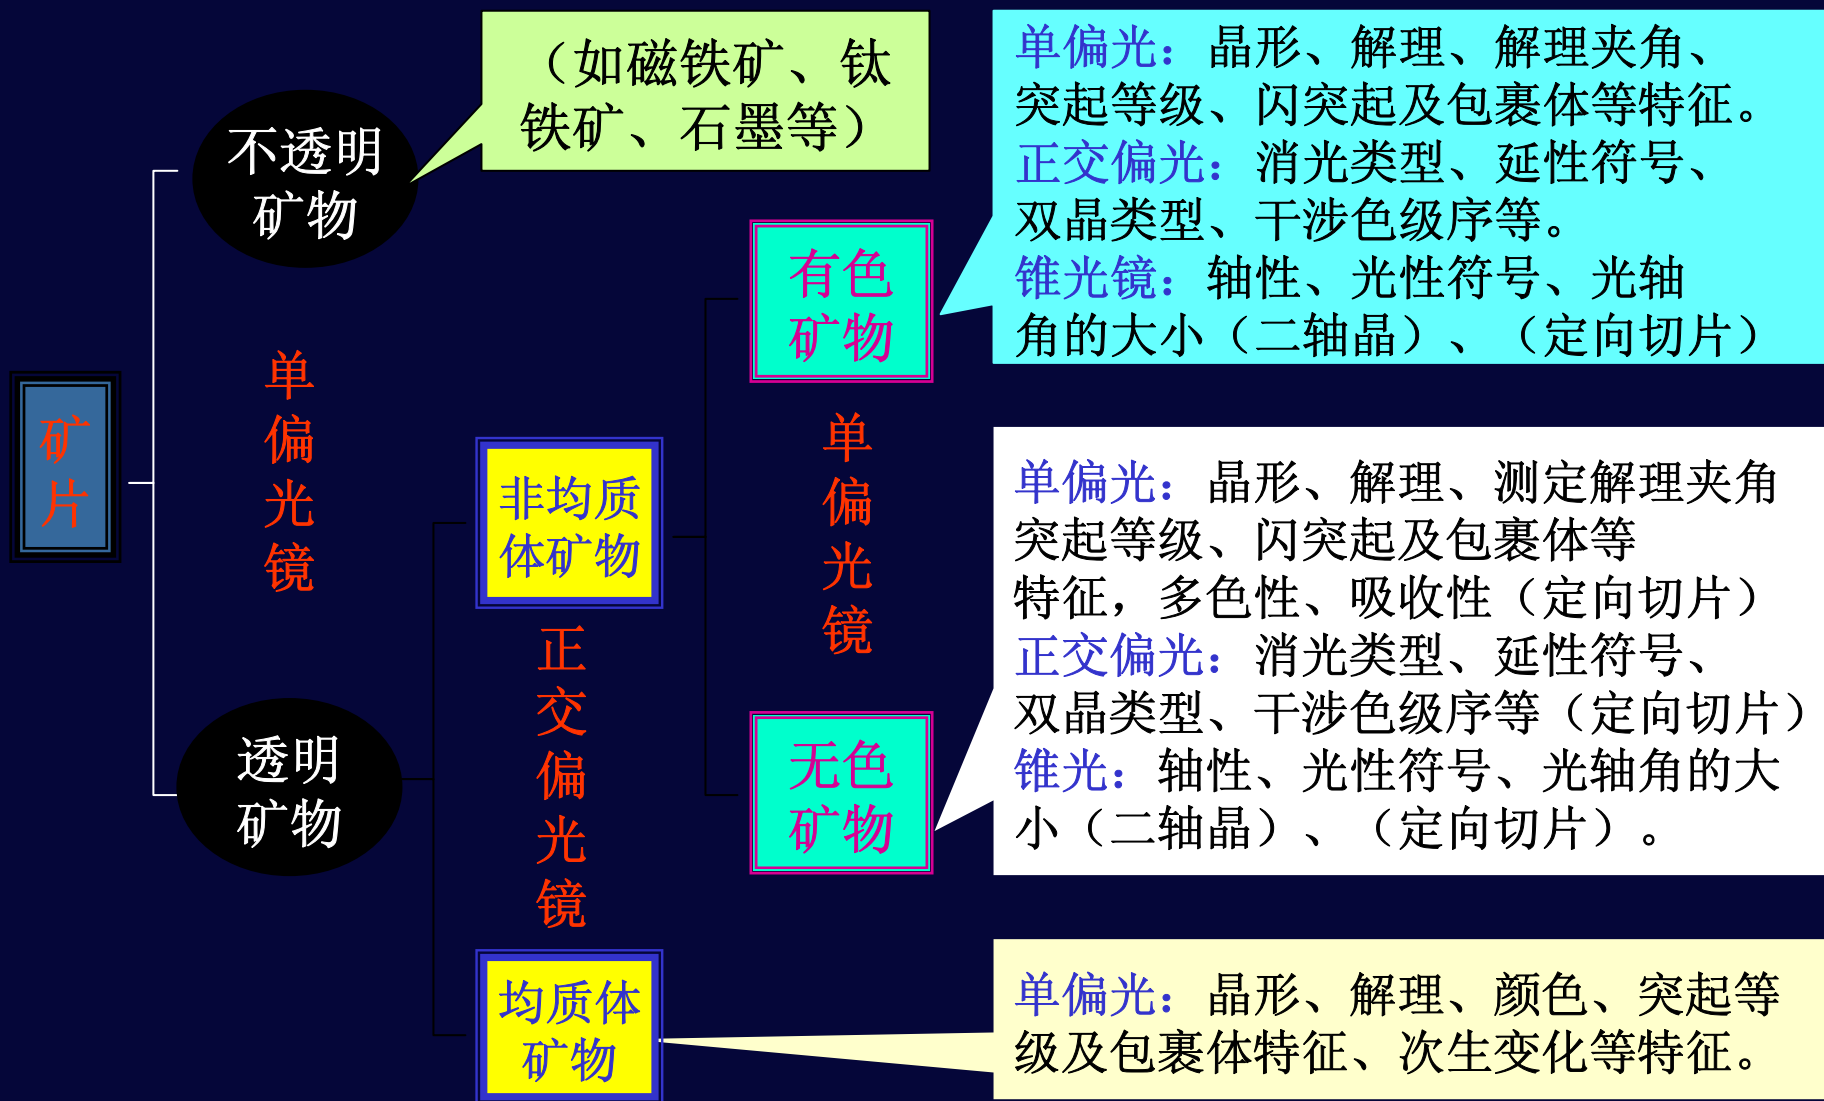 （如磁铁矿、钛
铁矿、石墨等）
不透明
矿物
单偏光镜
矿片
透明
矿物
非均质
体矿物
正交偏光镜
均质体
矿物
有色
矿物
单偏光镜
无色
矿物
单偏光：晶形、解理、解理夹角、
突起等级、闪突起及包裹体等特征。
正交偏光：消光类型、延性符号、
双晶类型、干涉色级序等。
锥光镜：轴性、光性符号、光轴
角的大小（二轴晶）、（定向切片）
单偏光：晶形、解理、测定解理夹角
突起等级、闪突起及包裹体等
特征，多色性、吸收性（定向切片）
正交偏光：消光类型、延性符号、
双晶类型、干涉色级序等（定向切片）
锥光：轴性、光性符号、光轴角的大
小（二轴晶）、（定向切片）。
单偏光：晶形、解理、颜色、突起等
级及包裹体特征、次生变化等特征。